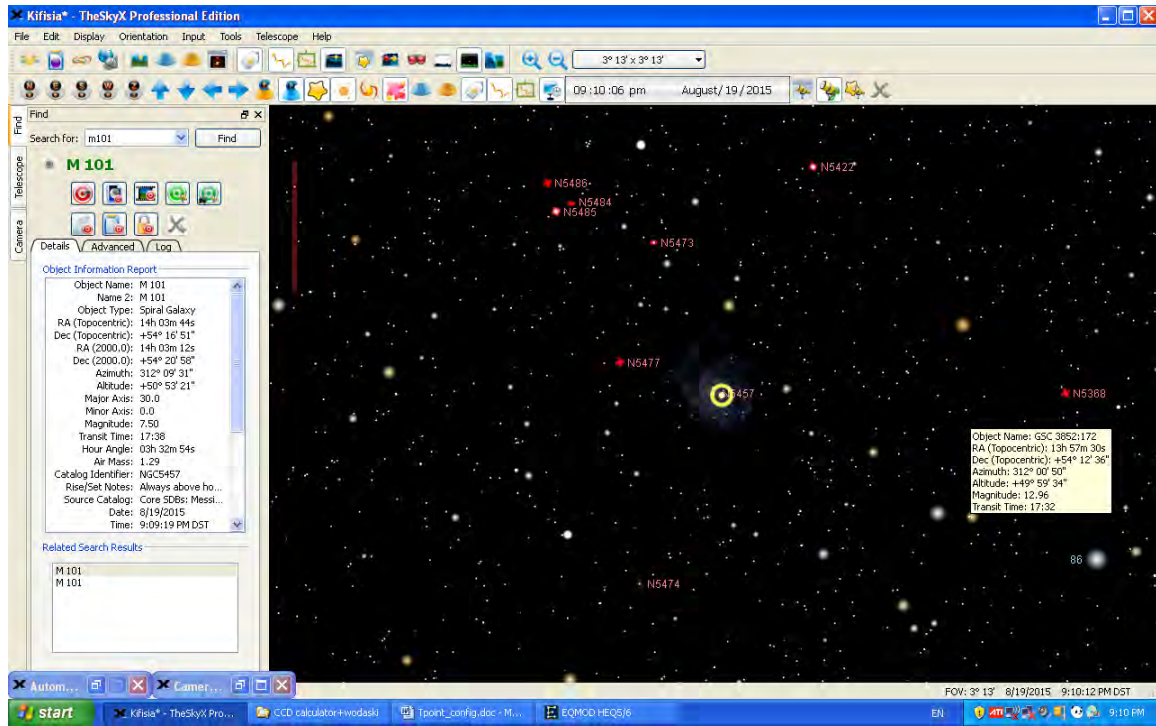 Kifisia* - TheSkyX Professional Edition
File Edit Display Orientation Input Tools Telescope Help
3° 13' x 3° 13'
09 :10 :06 pm August/ 19 / 2015
Find
Search for: m101 Find
M 101
Find
Telescope
Camera
Details Advanced Log
Object Information Report
Object Name: M 101
Name 2: M 101
Object Type: Spiral Galaxy
RA (Topocentric): 14h 03m 44s
Dec (Topocentric): +54° 16' 51"
RA (2000.0): 14h 03m 12s
Dec (2000.0): +54° 20' 58"
Azimuth: 312° 09' 31"
Altitude: +50° 53' 21"
Major Axis: 30.0
Minor Axis: 0.0
Magnitude: 7.50
Transit Time: 17:38
Hour Angle: 03h 32m 54s
Air Mass: 1.29
Catalog Identifier: NGC5457
Rise/Set Notes: Always above ho...
Source Catalog: Core SDBs: Messi...
Date: 8/19/2015
Time: 9:09:19 PM DST
Related Search Results
M 101
M 101
N5422
N5486
N5484
N5485
N5473
N5477
N5457
N5368
Object Name: GSC 3852:172
RA (Topocentric): 13h 57m 30s
Dec (Topocentric): +54° 12' 36"
Azimuth: 312° 00' 50"
Altitude: +49° 59' 34"
Magnitude: 12.96
Transit Time: 17:32
86
N5474
Autom... Camer...
FOV: 3° 13' 8/19/2015 9:10:12 PM DST
start Kifisia* - TheSkyX Pro... CCD calculator+wodaski Tpoint_config.doc - M... EQMOD HEQ5/6 EN ATI 9:10 PM